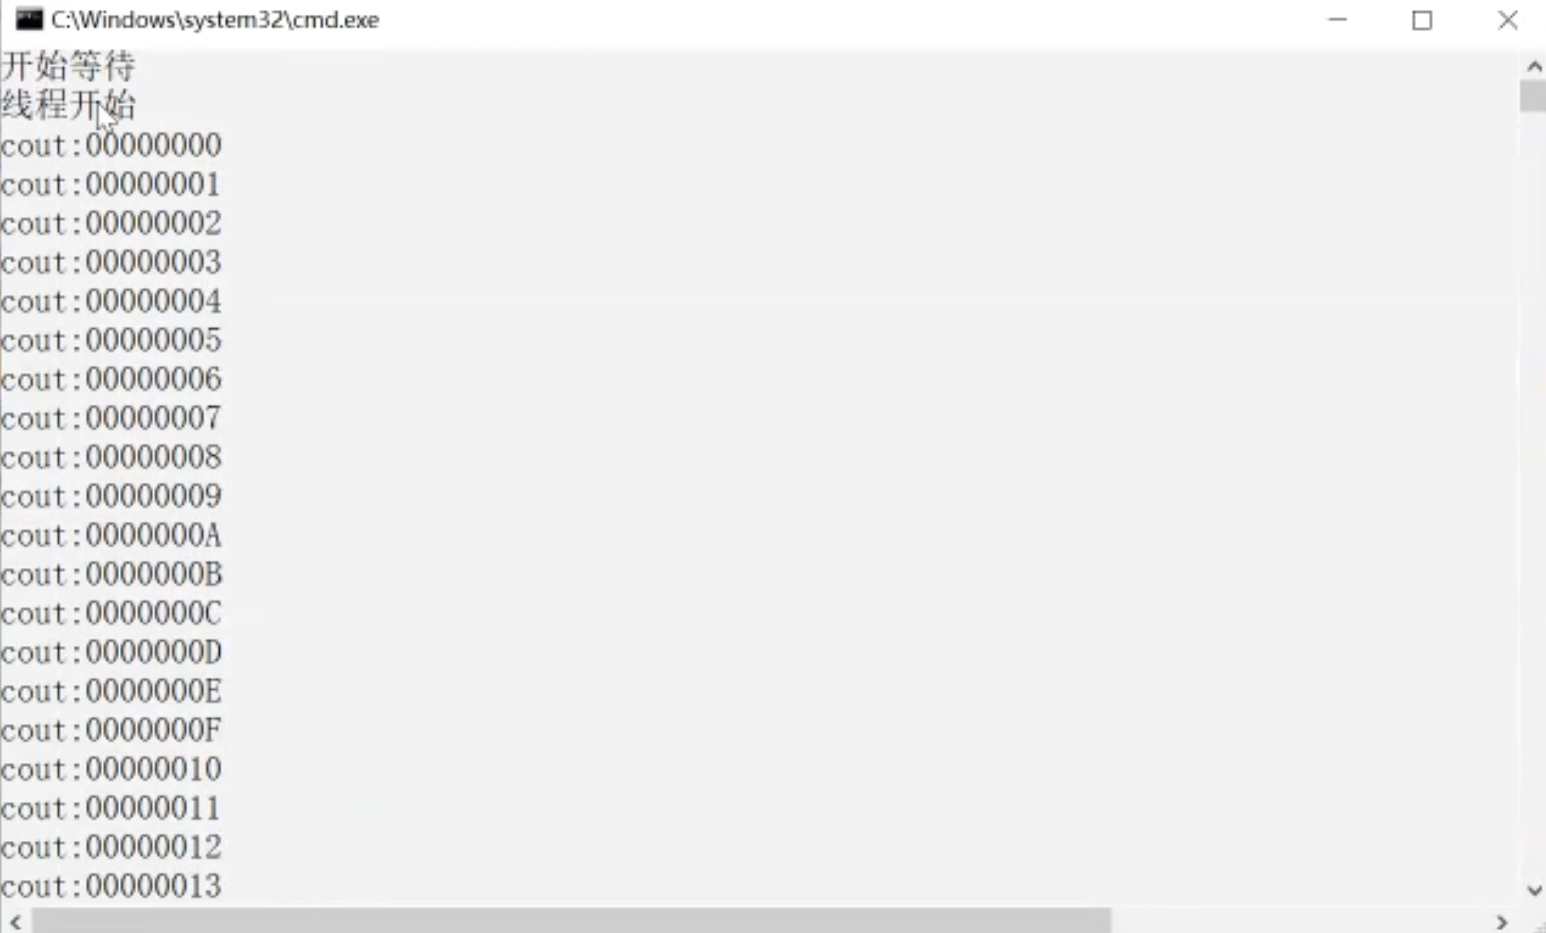 C:\Windows\system32\cmd.exe
开始等待
线程开始
cout:00000000
cout:00000001
cout:00000002
cout:00000003
cout:00000004
cout:00000005
cout:00000006
cout:00000007
cout:00000008
cout:00000009
cout:0000000A
cout:0000000B
cout:0000000C
cout:0000000D
cout:0000000E
cout:0000000F
cout:00000010
cout:00000011
cout:00000012
cout:00000013